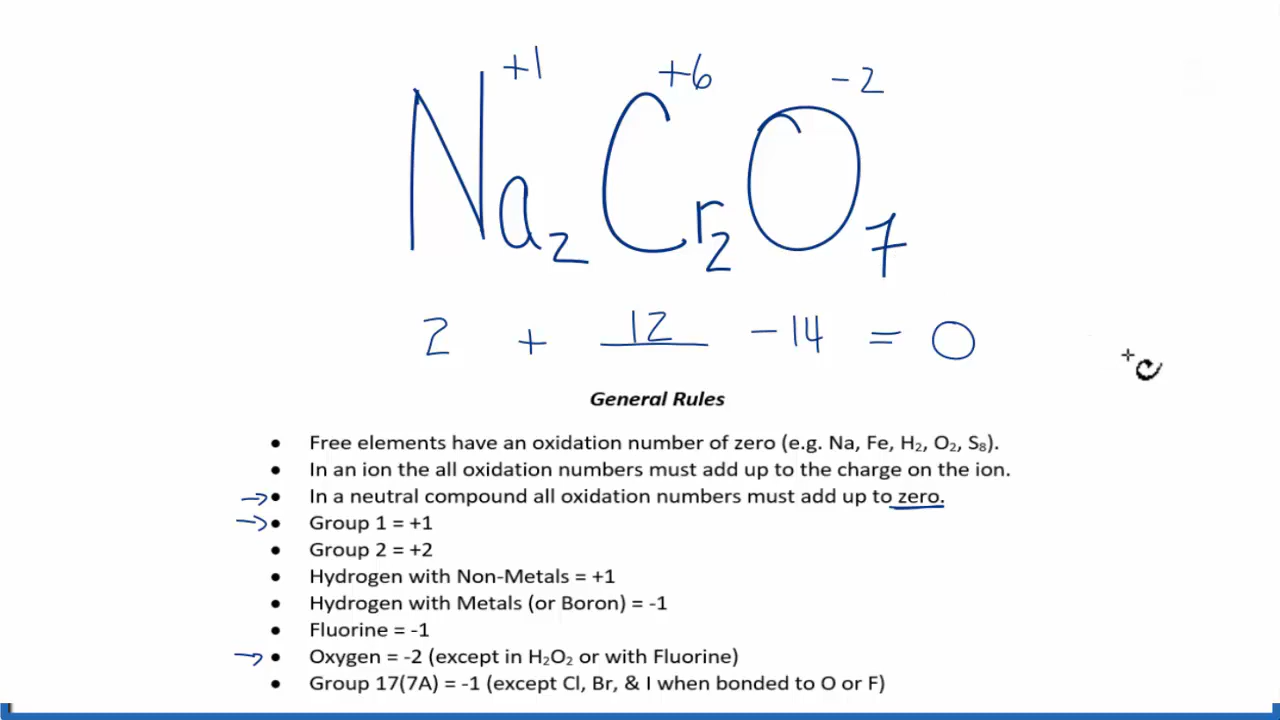 +1 +6 -2
Na₂Cr₂O₇
2 + 12 -14 = 0
General Rules
• Free elements have an oxidation number of zero (e.g. Na, Fe, H₂, O₂, S₈).
• In an ion the all oxidation numbers must add up to the charge on the ion.
→ • In a neutral compound all oxidation numbers must add up to zero.
→ • Group 1 = +1
• Group 2 = +2
• Hydrogen with Non-Metals = +1
• Hydrogen with Metals (or Boron) = -1
• Fluorine = -1
→ • Oxygen = -2 (except in H₂O₂ or with Fluorine)
• Group 17(7A) = -1 (except Cl, Br, & I when bonded to O or F)